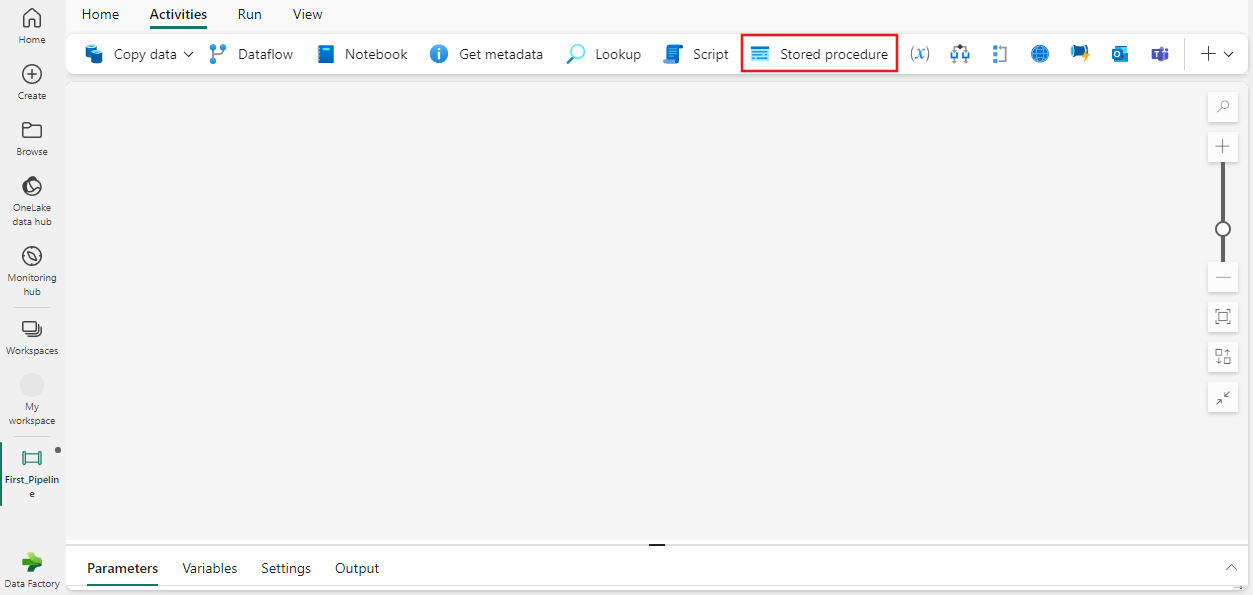 Home
Activities
Run
View
Copy data
Dataflow
Notebook
Get metadata
Lookup
Script
Stored procedure
(x)
Home
Create
Browse
OneLake
data hub
Monitoring
hub
Workspaces
My
workspace
First_Pipelin
e
Data Factory
Parameters
Variables
Settings
Output